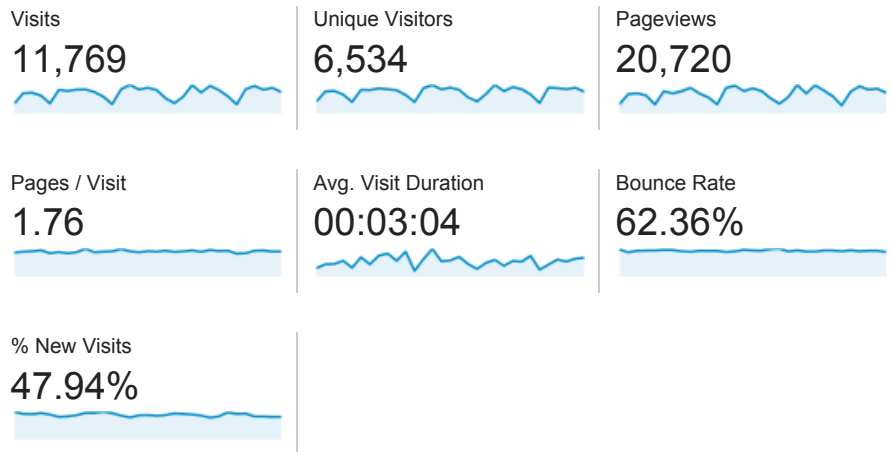 Visits
11,769
Unique Visitors
6,534
Pageviews
20,720
Pages / Visit
1.76
Avg. Visit Duration
00:03:04
Bounce Rate
62.36%
% New Visits
47.94%